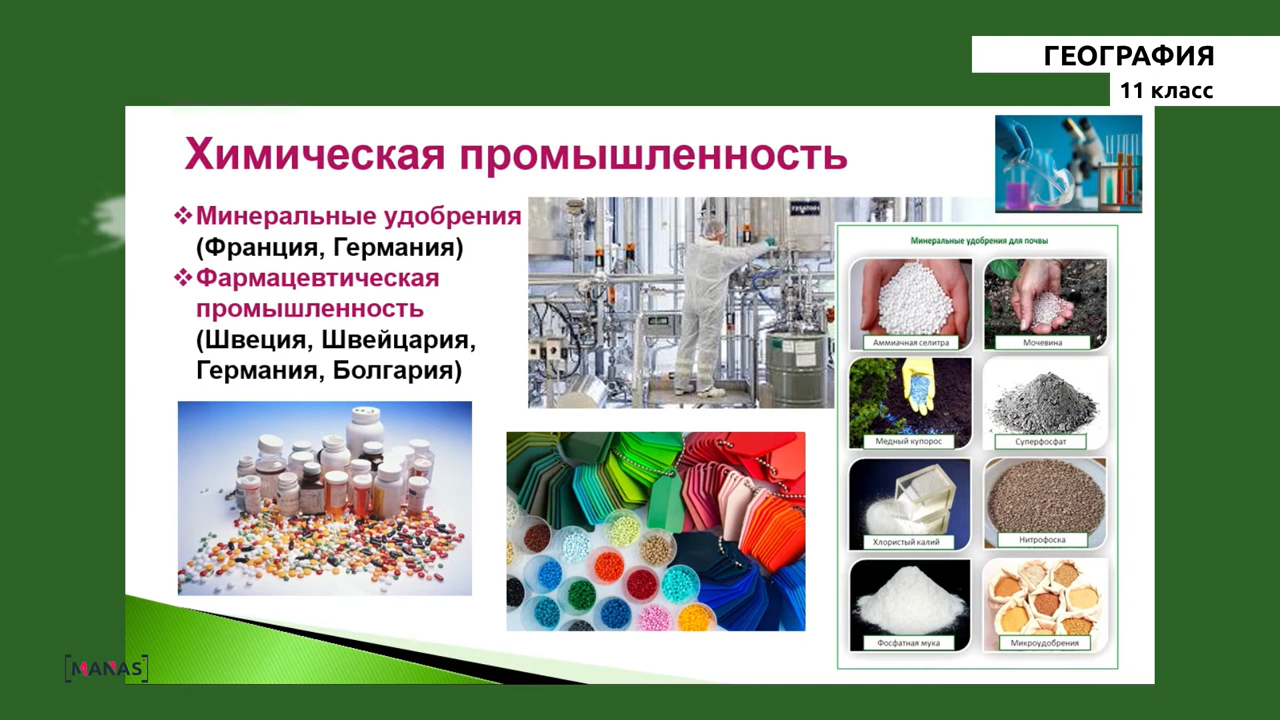 ГЕОГРАФИЯ
11 класс
Химическая промышленность
❖Минеральные удобрения
(Франция, Германия)
❖Фармацевтическая
промышленность
(Швеция, Швейцария,
Германия, Болгария)
Минеральные удобрения для почвы
Аммиачная селитра
Мочевина
Медный купорос
Суперфосфат
Хлористый калий
Нитрофоска
Фосфатная мука
Микроудобрения
[MANAS]